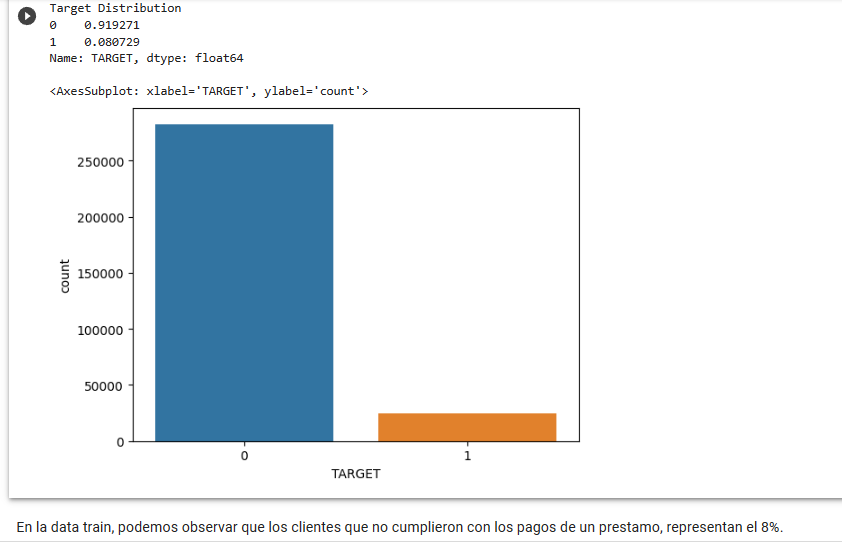 Target Distribution
0    0.919271
1    0.080729
Name: TARGET, dtype: float64
<AxesSubplot: xlabel='TARGET', ylabel='count'>
250000
200000
150000
100000
50000
0
count
0
1
TARGET
En la data train, podemos observar que los clientes que no cumplieron con los pagos de un prestamo, representan el 8%.